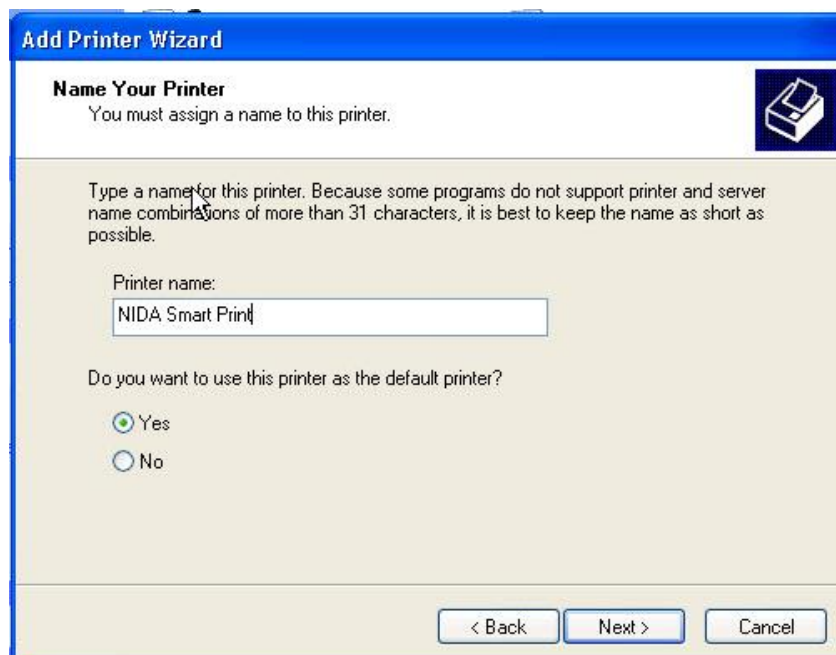 Add Printer Wizard
Name Your Printer
You must assign a name to this printer.
Type a name for this printer. Because some programs do not support printer and server
name combinations of more than 31 characters, it is best to keep the name as short as
possible.
Printer name:
NIDA Smart Print
Do you want to use this printer as the default printer?
Yes
No
< Back Next > Cancel